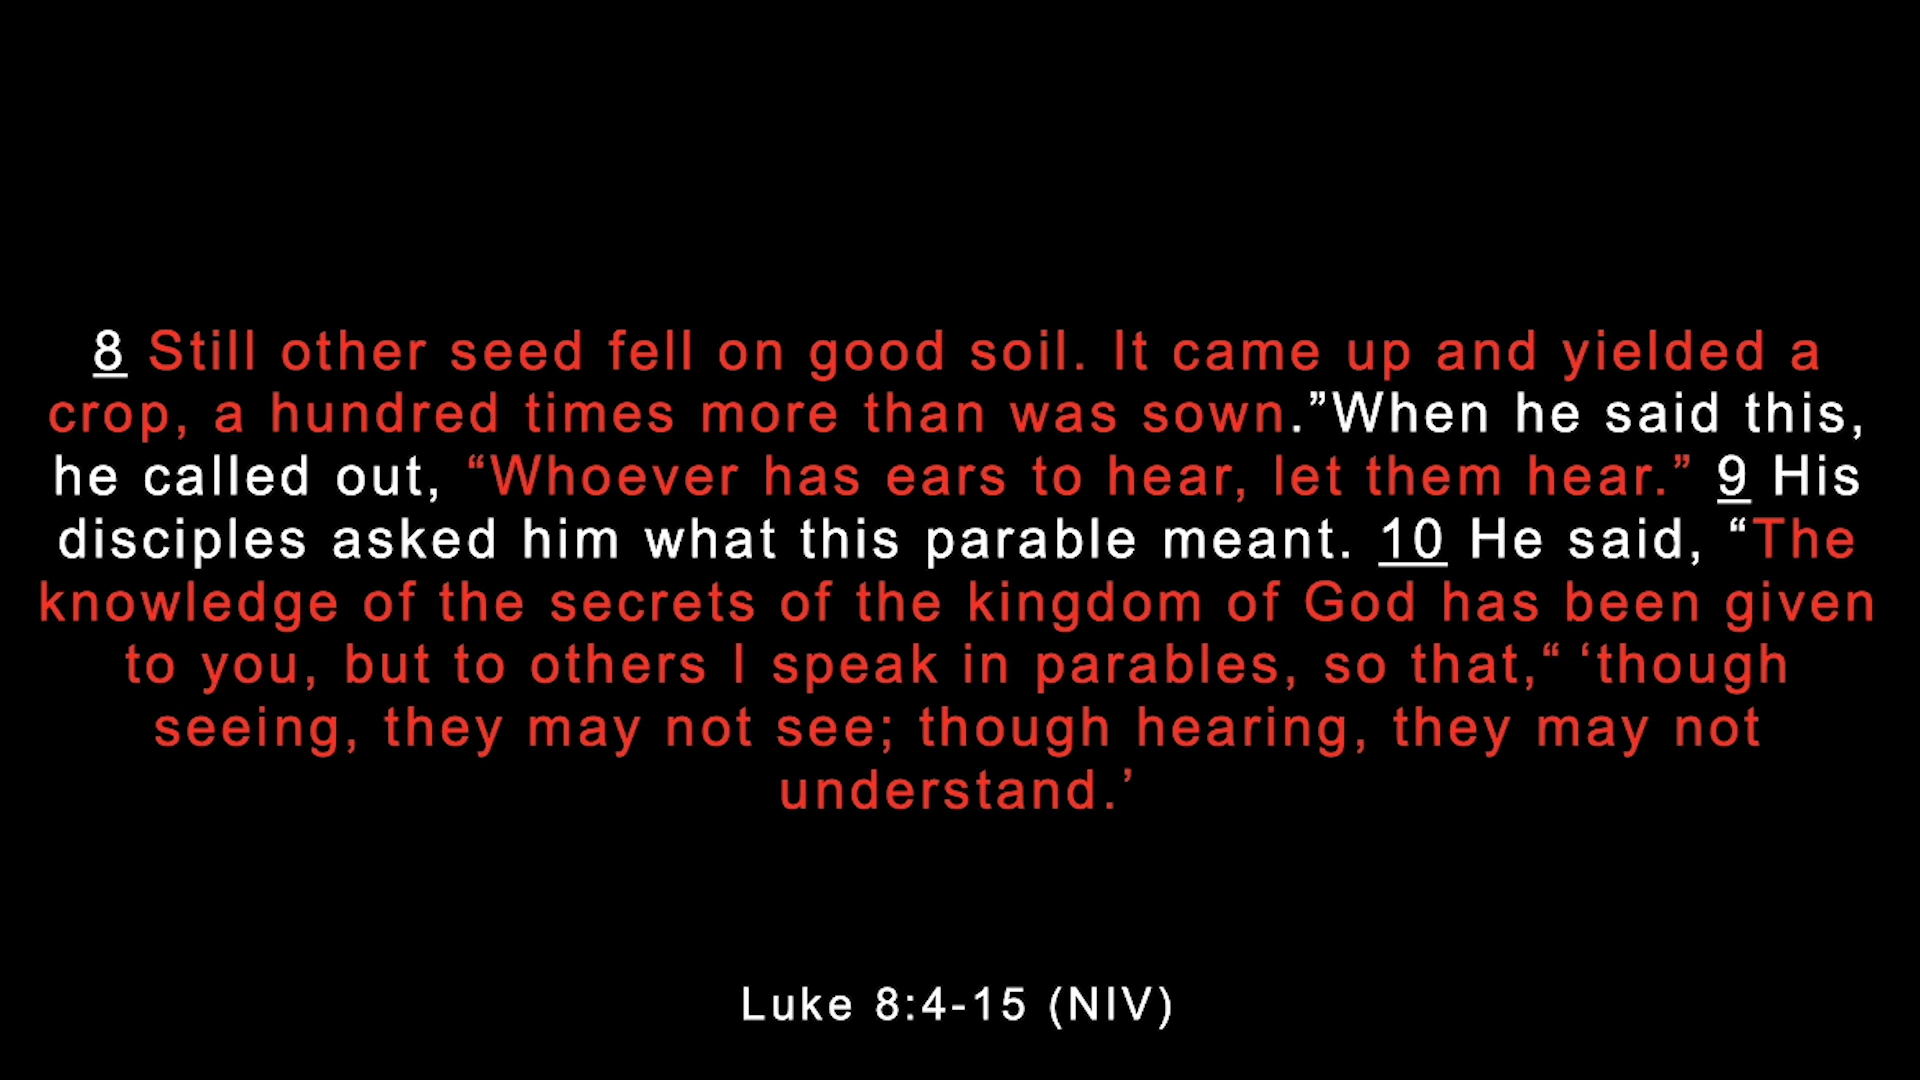 8 Still other seed fell on good soil. It came up and yielded a
crop, a hundred times more than was sown.”When he said this,
he called out, “Whoever has ears to hear, let them hear.” 9 His
disciples asked him what this parable meant. 10 He said, “The
knowledge of the secrets of the kingdom of God has been given
to you, but to others I speak in parables, so that,“ ‘though
seeing, they may not see; though hearing, they may not
understand.’
Luke 8:4-15 (NIV)